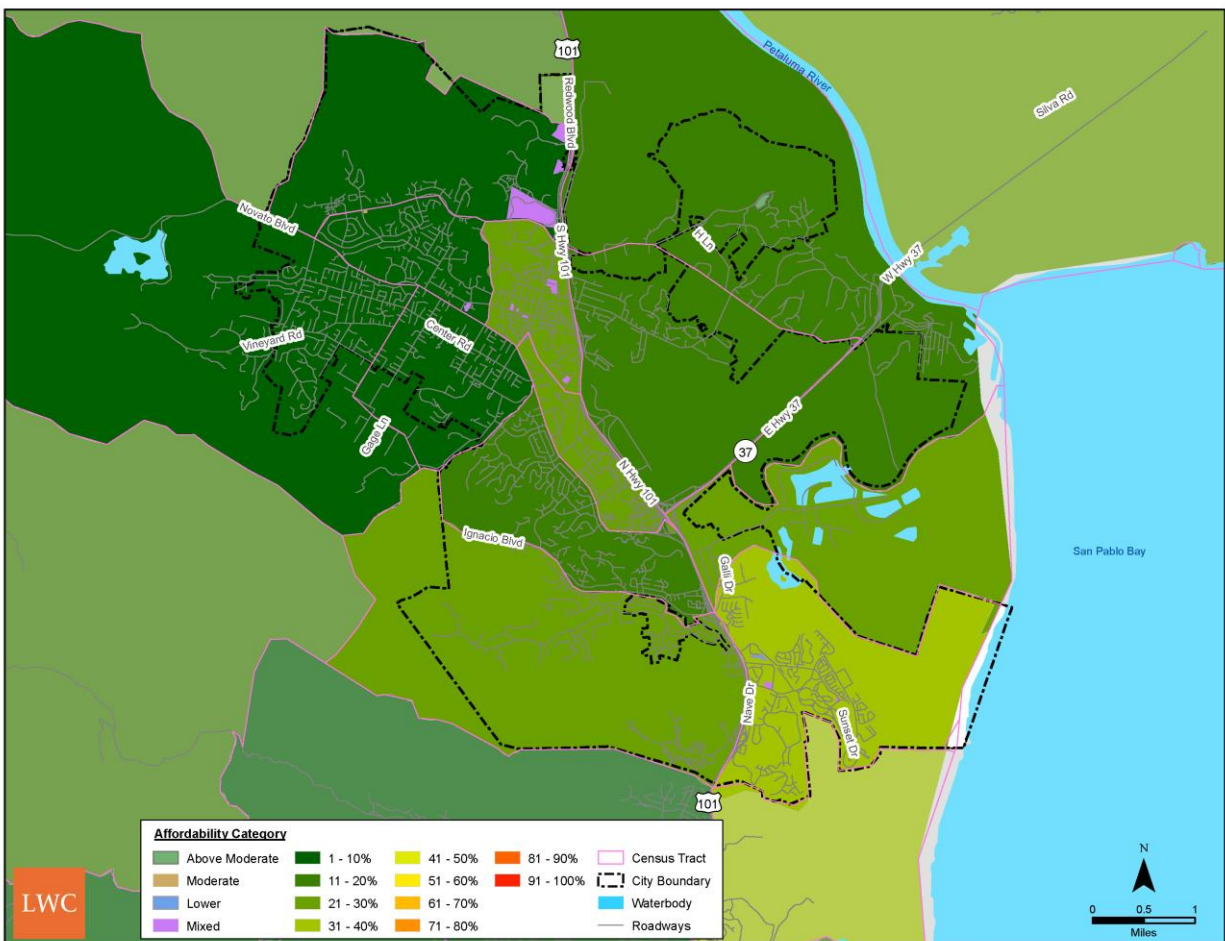 101
Redwood Blvd
Petaluma River
Silva Rd
Novato Blvd
S Hwy 101
H Ln
W Hwy 37
Vineyard Rd
Center Rd
Gage Ln
E Hwy 37
37
N Hwy 101
Ignacio Blvd
Galli Dr
San Pablo Bay
Nave Dr
Sunset Dr
101
Affordability Category
Above Moderate
Moderate
Lower
Mixed
1 - 10%
11 - 20%
21 - 30%
31 - 40%
41 - 50%
51 - 60%
61 - 70%
71 - 80%
81 - 90%
91 - 100%
Census Tract
City Boundary
Waterbody
Roadways
LWC
N
0 0.5 1
Miles